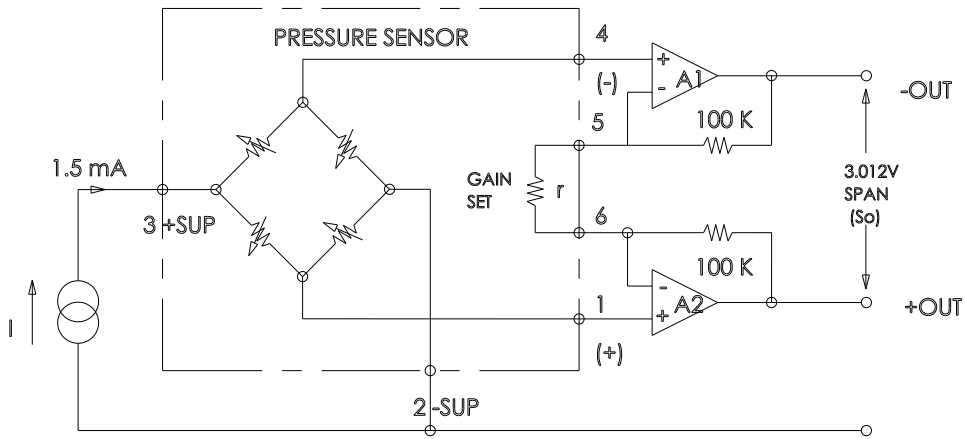 PRESSURE SENSOR
4
(-)
+
A1
-
-OUT
5
100 K
1.5 mA
GAIN
SET
r
3.012V
SPAN
(So)
3 +SUP
6
100 K
-
A2
+
1
(+)
+OUT
I
2 -SUP